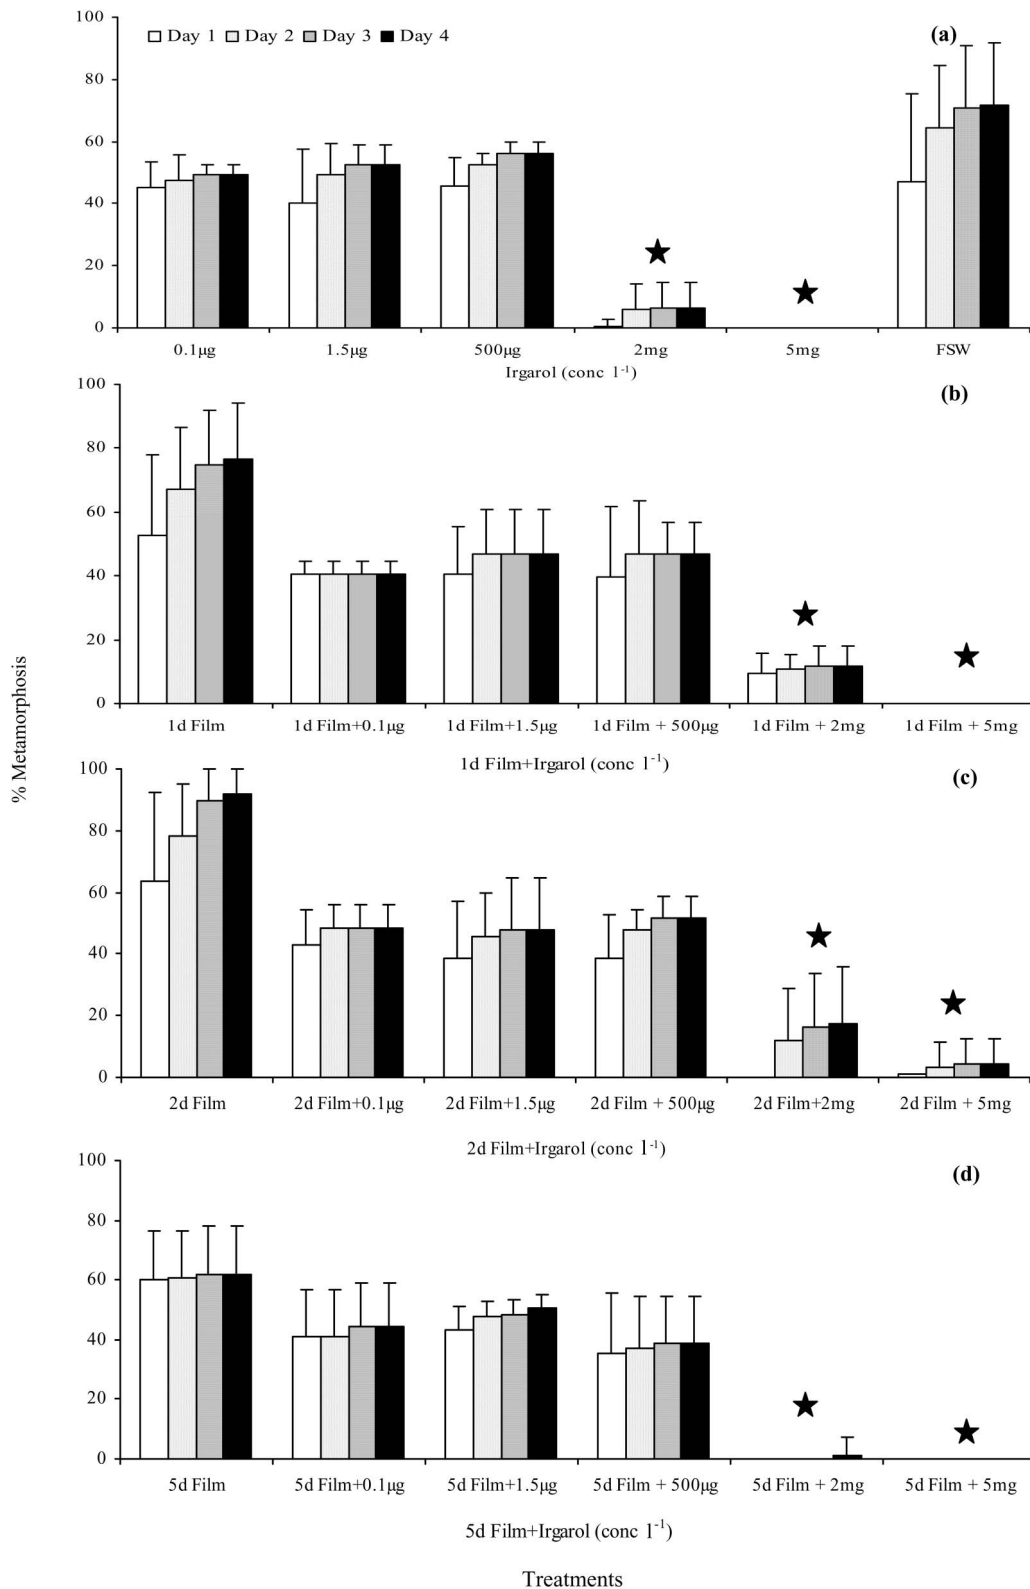 % Metamorphosis
100
80
60
40
20
0
Day 1 Day 2 Day 3 Day 4
(a)
0.1µg 1.5µg 500µg 2mg 5mg FSW
Irgarol (conc l-1)
100
80
60
40
20
0
(b)
1d Film 1d Film+0.1µg 1d Film+1.5µg 1d Film + 500µg 1d Film + 2mg 1d Film + 5mg
1d Film+Irgarol (conc l-1)
100
80
60
40
20
0
(c)
2d Film 2d Film+0.1µg 2d Film+1.5µg 2d Film + 500µg 2d Film+2mg 2d Film + 5mg
2d Film+Irgarol (conc l-1)
100
80
60
40
20
0
(d)
5d Film 5d Film+0.1µg 5d Film+1.5µg 5d Film + 500µg 5d Film + 2mg 5d Film + 5mg
5d Film+Irgarol (conc l-1)
Treatments